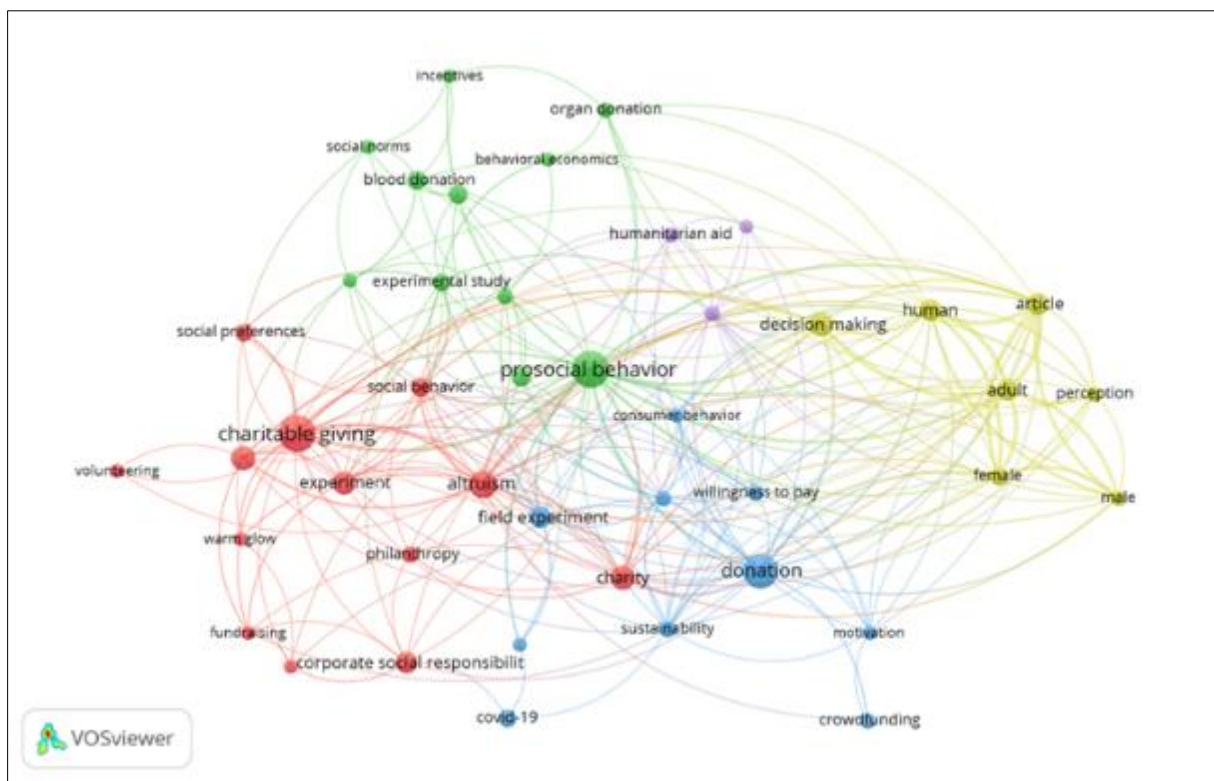 incentives
organ donation
social norms
behavioral economics
blood donation
humanitarian aid
experimental study
article
human
decision making
social preferences
prosocial behavior
social behavior
adult
perception
consumer behavior
charitable giving
volunteering
experiment
altruism
female
willingness to pay
male
field experiment
warm glow
philanthropy
charity
donation
fundraising
sustainability
motivation
corporate social responsibilit
covid-19
crowdfunding
VOSviewer